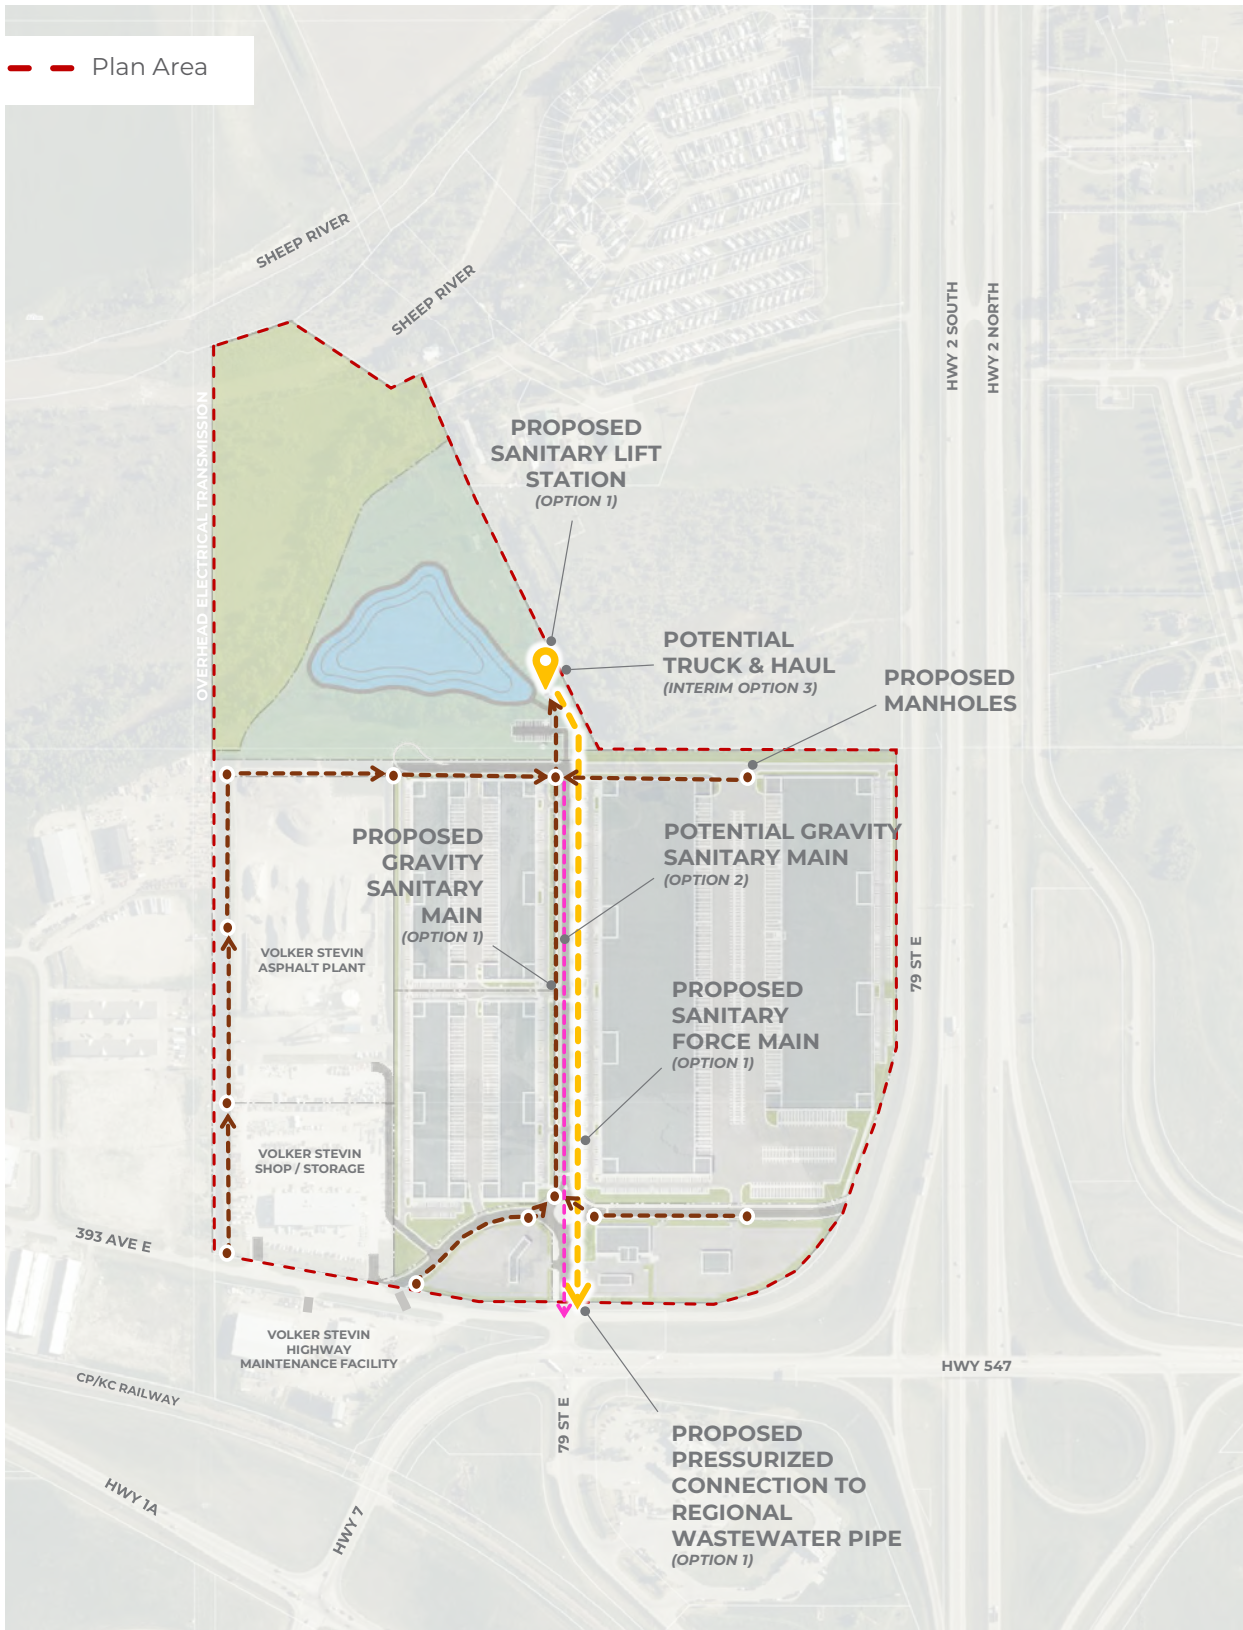 Plan Area
SHEEP RIVER
SHEEP RIVER
HWY 2 SOUTH
HWY 2 NORTH
OVERHEAD ELECTRICAL TRANSMISSION
PROPOSED
SANITARY LIFT
STATION
(OPTION 1)
POTENTIAL
TRUCK & HAUL
(INTERIM OPTION 3)
PROPOSED
MANHOLES
PROPOSED
GRAVITY
SANITARY
MAIN
(OPTION 1)
POTENTIAL GRAVITY
SANITARY MAIN
(OPTION 2)
VOLKER STEVIN
ASPHALT PLANT
79 ST E
PROPOSED
SANITARY
FORCE MAIN
(OPTION 1)
VOLKER STEVIN
SHOP / STORAGE
393 AVE E
VOLKER STEVIN
HIGHWAY
MAINTENANCE FACILITY
HWY 547
CP/KC RAILWAY
79 ST E
PROPOSED
PRESSURIZED
CONNECTION TO
REGIONAL
WASTEWATER PIPE
(OPTION 1)
HWY 1A
HWY 7